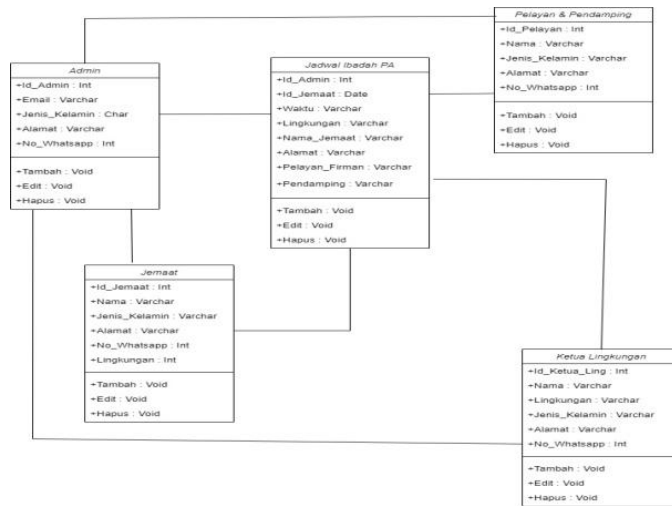 Pelayan & Pendamping
+Id_Pelayan : Int
+Nama : Varchar
+Jenis_Kelamin : Varchar
+Alamat : Varchar
+No_Whatsapp : Int
+Tambah : Void
+Edit : Void
+Hapus : Void
Admin
+Id_Admin : Int
+Email : Varchar
+Jenis_Kelamin : Char
+Alamat : Varchar
+No_Whatsapp : Int
+Tambah : Void
+Edit : Void
+Hapus : Void
Jadwal Ibadah PA
+Id_Admin : Int
+Id_Jemaat : Date
+Waktu : Varchar
+Lingkungan : Varchar
+Nama_Jemaat : Varchar
+Alamat : Varchar
+Pelayan_Firman : Varchar
+Pendamping : Varchar
+Tambah : Void
+Edit : Void
+Hapus : Void
Jemaat
+Id_Jemaat : Int
+Nama : Varchar
+Jenis_Kelamin : Varchar
+Alamat : Varchar
+No_Whatsapp : Int
+Lingkungan : Int
+Tambah : Void
+Edit : Void
+Hapus : Void
Ketua Lingkungan
+Id_Ketua_Ling : Int
+Nama : Varchar
+Lingkungan : Varchar
+Jenis_Kelamin : Varchar
+Alamat : Varchar
+No_Whatsapp : Int
+Tambah : Void
+Edit : Void
+Hapus : Void